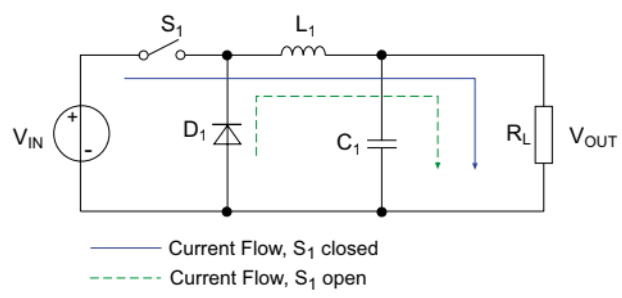 S1
L1
VIN
+
-
D1
C1
RL
VOUT
Current Flow, S1 closed
Current Flow, S1 open